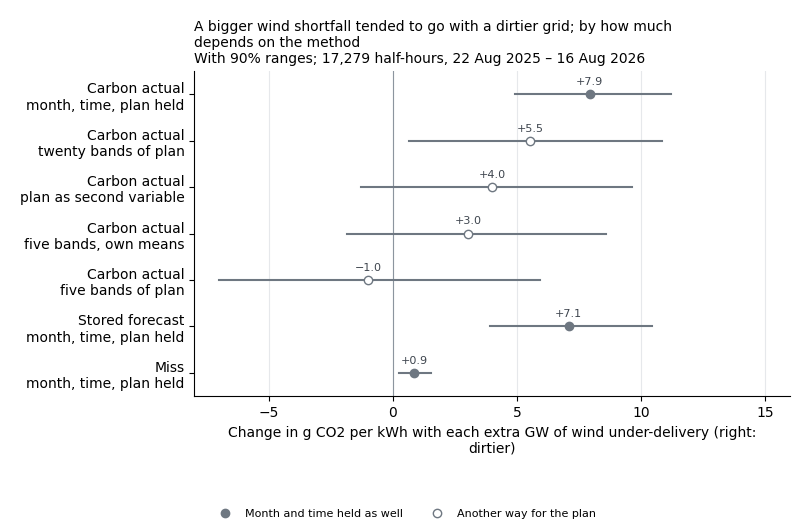 A bigger wind shortfall tended to go with a dirtier grid; by how much
depends on the method
With 90% ranges; 17,279 half-hours, 22 Aug 2025 – 16 Aug 2026
Carbon actual
month, time, plan held
+7.9
Carbon actual
twenty bands of plan
+5.5
Carbon actual
plan as second variable
+4.0
Carbon actual
five bands, own means
+3.0
Carbon actual
five bands of plan
−1.0
Stored forecast
month, time, plan held
+7.1
Miss
month, time, plan held
+0.9
−5 0 5 10 15
Change in g CO2 per kWh with each extra GW of wind under-delivery (right:
dirtier)
Month and time held as well Another way for the plan